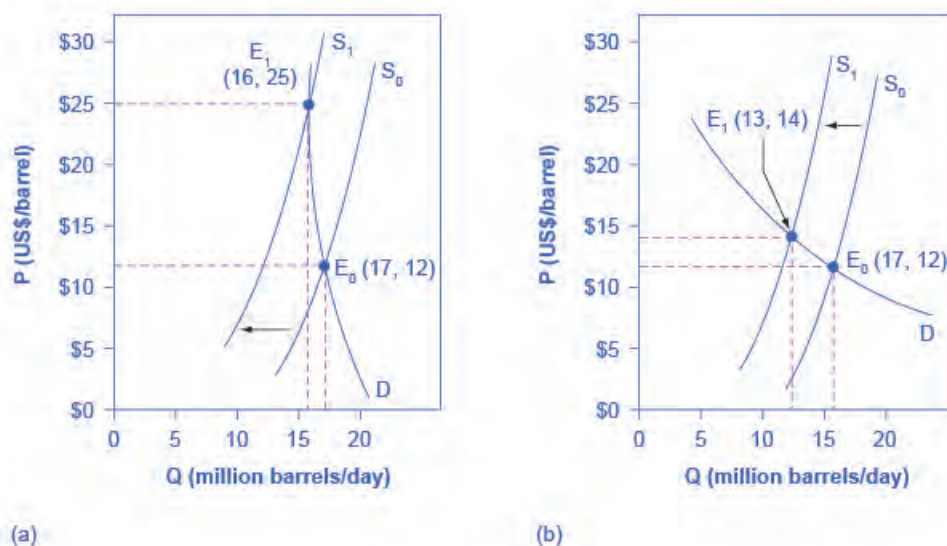 $30
$25
$20
$15
$10
$5
$0
P (US$/barrel)
E₁
(16, 25)
S₁
S₀
E₀ (17, 12)
D
0 5 10 15 20
Q (million barrels/day)
(a)
$30
$25
$20
$15
$10
$5
$0
P (US$/barrel)
S₁
S₀
E₁ (13, 14)
E₀ (17, 12)
D
0 5 10 15 20
Q (million barrels/day)
(b)